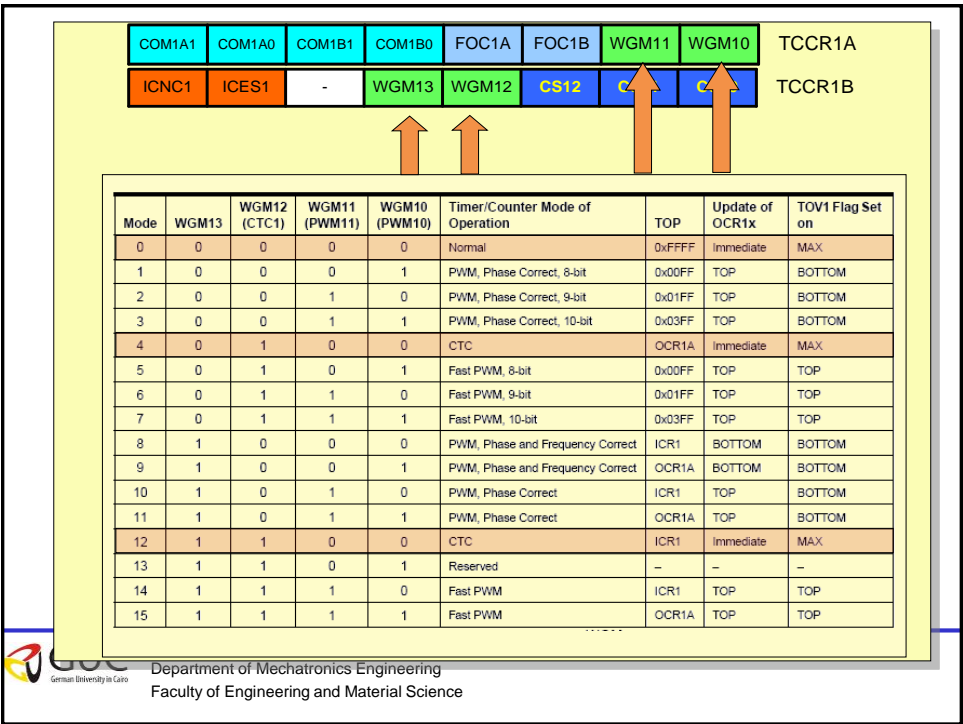 COM1A1 COM1A0 COM1B1 COM1B0 FOC1A FOC1B WGM11 WGM10 TCCR1A
ICNC1 ICES1 - WGM13 WGM12 CS12 TCCR1B
Mode WGM13 WGM12 (CTC1) WGM11 (PWM11) WGM10 (PWM10) Timer/Counter Mode of Operation TOP Update of OCR1x TOV1 Flag Set on
0 0 0 0 0 Normal 0xFFFF Immediate MAX
1 0 0 0 1 PWM, Phase Correct, 8-bit 0x00FF TOP BOTTOM
2 0 0 1 0 PWM, Phase Correct, 9-bit 0x01FF TOP BOTTOM
3 0 0 1 1 PWM, Phase Correct, 10-bit 0x03FF TOP BOTTOM
4 0 1 0 0 CTC OCR1A Immediate MAX
5 0 1 0 1 Fast PWM, 8-bit 0x00FF TOP TOP
6 0 1 1 0 Fast PWM, 9-bit 0x01FF TOP TOP
7 0 1 1 1 Fast PWM, 10-bit 0x03FF TOP TOP
8 1 0 0 0 PWM, Phase and Frequency Correct ICR1 BOTTOM BOTTOM
9 1 0 0 1 PWM, Phase and Frequency Correct OCR1A BOTTOM BOTTOM
10 1 0 1 0 PWM, Phase Correct ICR1 TOP BOTTOM
11 1 0 1 1 PWM, Phase Correct OCR1A TOP BOTTOM
12 1 1 0 0 CTC ICR1 Immediate MAX
13 1 1 0 1 Reserved – – –
14 1 1 1 0 Fast PWM ICR1 TOP TOP
15 1 1 1 1 Fast PWM OCR1A TOP TOP
German University in Cairo
Department of Mechatronics Engineering
Faculty of Engineering and Material Science